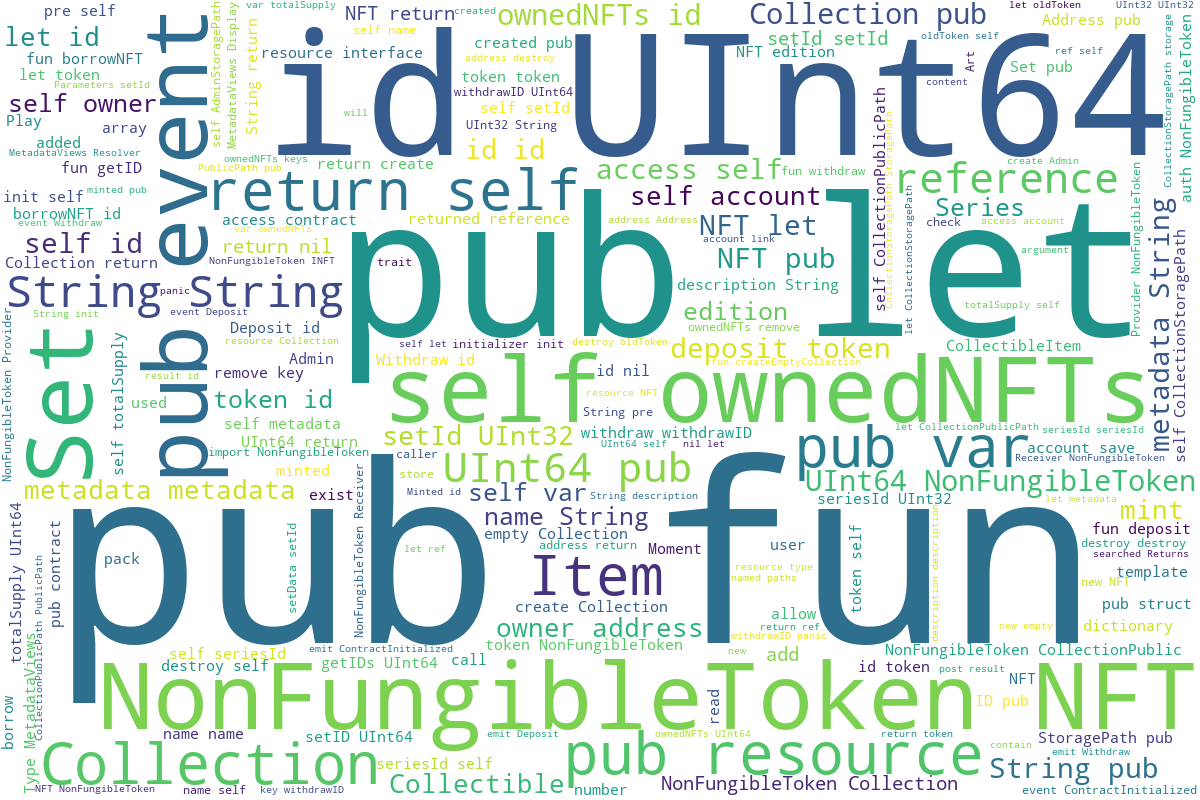 pre self
var totalSupply
NFT return
created
ownedNFTs id
Collection pub
let oldToken
UInt32 UInt32
let id
self name
Address pub
oldToken self
fun borrowNFT
resource interface
created pub
setId setId
ref self
address destroy
NFT edition
Art
let token
token token
Set pub
content
Parameters setId
withdrawID UInt64
self owner
self setId
id UInt64
Play
array
will
UInt32 String
added
id id
MetadataViews Resolver
ownedNFTs keys
fun getID
PublicPath pub
return create
access self
fun withdraw
create Admin
reference
init self
minted pub
return self
self account
Series
borrowNFT id
access contract
returned reference
address Address
NFT let
check
access account
event Withdraw
var ownedNFTs
account link
self id
return nil
argument
Collection return
NonFungibleToken INFT
trait
NFT pub
String String
panic
description String
pub let
String init
event Deposit
edition
totalSupply self
Deposit id
ownedNFTs remove
resource Collection
self let
initializer init
destroy oldToken
deposit token
CollectibleItem
Admin
Withdraw id
fun createEmptyCollection
result id
remove key
id nil
used
token id
resource NFT
self ownedNFTs
self metadata
String pre
let CollectionPublicPath
seriesId seriesId
UInt64 return
setId UInt32
withdraw withdrawID
pub var
account save
import NonFungibleToken
UInt64 self
nil let
caller
Receiver NonFungibleToken
minted
store
UInt64 pub
UInt64 NonFungibleToken
metadata metadata
exist
Minted id
self var
String description
seriesId UInt32
let metadata
mint
name String
fun deposit
empty Collection
destroy destroy
pack
let ref
address return
Moment
user
searched Returns
Item
resource type
template
named paths
new NFT
create Collection
allow
pub struct
pub fun
owner address
return ref
new empty
dictionary
withdrawID panic
self seriesId
emit ContractInitialized
token NonFungibleToken
new
add
NonFungibleToken CollectionPublic
destroy self
getIDs UInt64
call
id token
post result
NFT
NonFungibleToken NFT
ID pub
name name
setID UInt64
emit Deposit
ownedNFTs UInt64
return token
StoragePath pub
pub resource
contain
emit Withdraw
Collection
seriesId self
String pub
Collectible
number
NonFungibleToken Collection
NFT NonFungibleToken
name self
key withdrawID
event ContractInitialized
pub event
self AdminStoragePath
MetadataViews Display
String return
CollectionStoragePath storage
auth NonFungibleToken
self CollectionPublicPath
CollectionStoragePath StoragePath
let CollectionStoragePath
Provider NonFungibleToken
metadata String
self CollectionStoragePath
NonFungibleToken Provider
Set
self totalSupply
totalSupply UInt64
CollectionPublicPath PublicPath
pub contract
borrow
Type MetadataViews
setData setId
NonFungibleToken Receiver
read
token self
description description